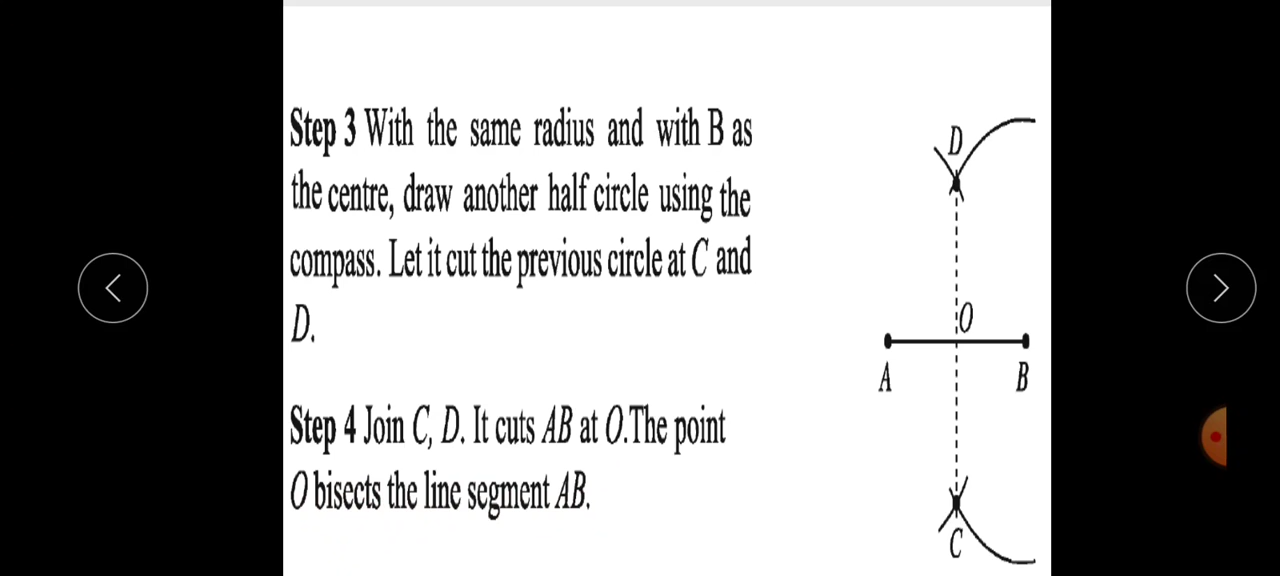 Step 3 With the same radius and with B as
the centre, draw another half circle using the
compass. Let it cut the previous circle at C and
D.
Step 4 Join C, D. It cuts AB at O.The point
O bisects the line segment AB.
D
O
A
B
C